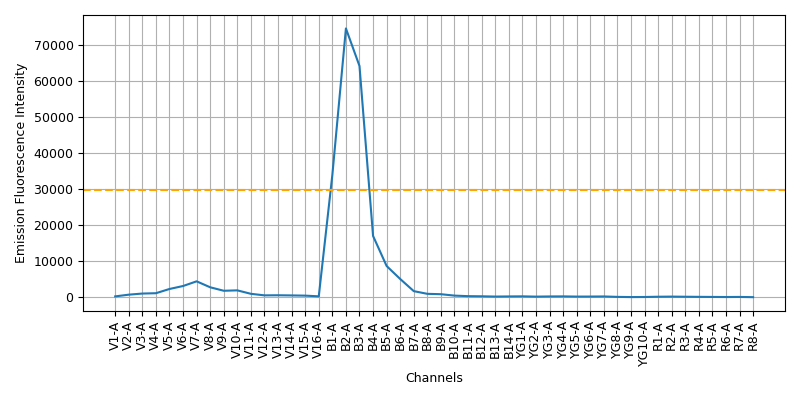 Emission Fluorescence Intensity
70000
60000
50000
40000
30000
20000
10000
0
V1-A
V2-A
V3-A
V4-A
V5-A
V6-A
V7-A
V8-A
V9-A
V10-A
V11-A
V12-A
V13-A
V14-A
V15-A
V16-A
B1-A
B2-A
B3-A
B4-A
B5-A
B6-A
B7-A
B8-A
B9-A
B10-A
B11-A
B12-A
B13-A
B14-A
YG1-A
YG2-A
YG3-A
YG4-A
YG5-A
YG6-A
YG7-A
YG8-A
YG9-A
YG10-A
R1-A
R2-A
R3-A
R4-A
R5-A
R6-A
R7-A
R8-A
Channels